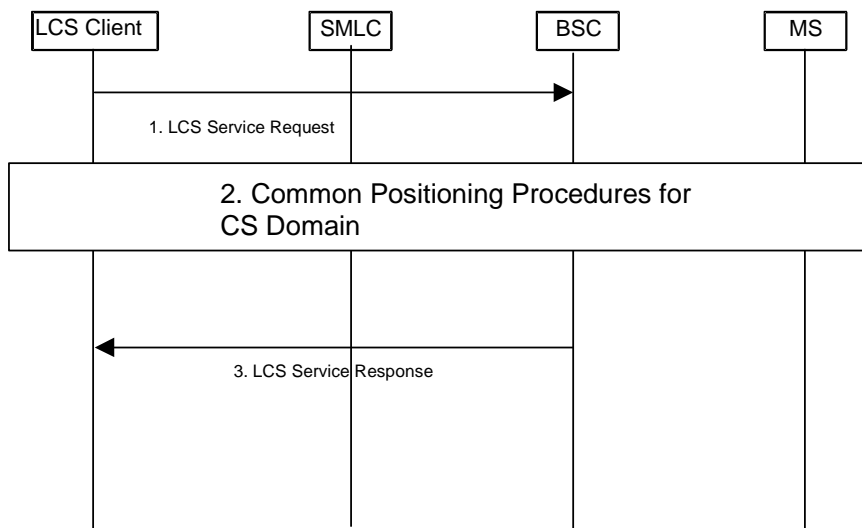 LCS Client
SMLC
BSC
MS
1. LCS Service Request
2. Common Positioning Procedures for
CS Domain
3. LCS Service Response